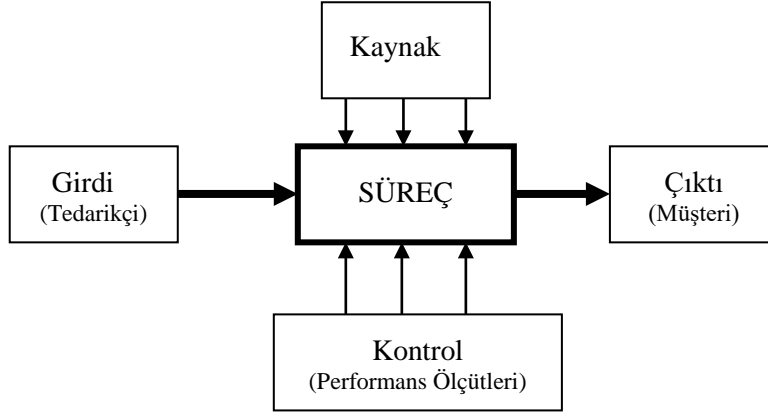 Kaynak
Girdi
(Tedarikçi)
SÜREÇ
Çıktı
(Müşteri)
Kontrol
(Performans Ölçütleri)